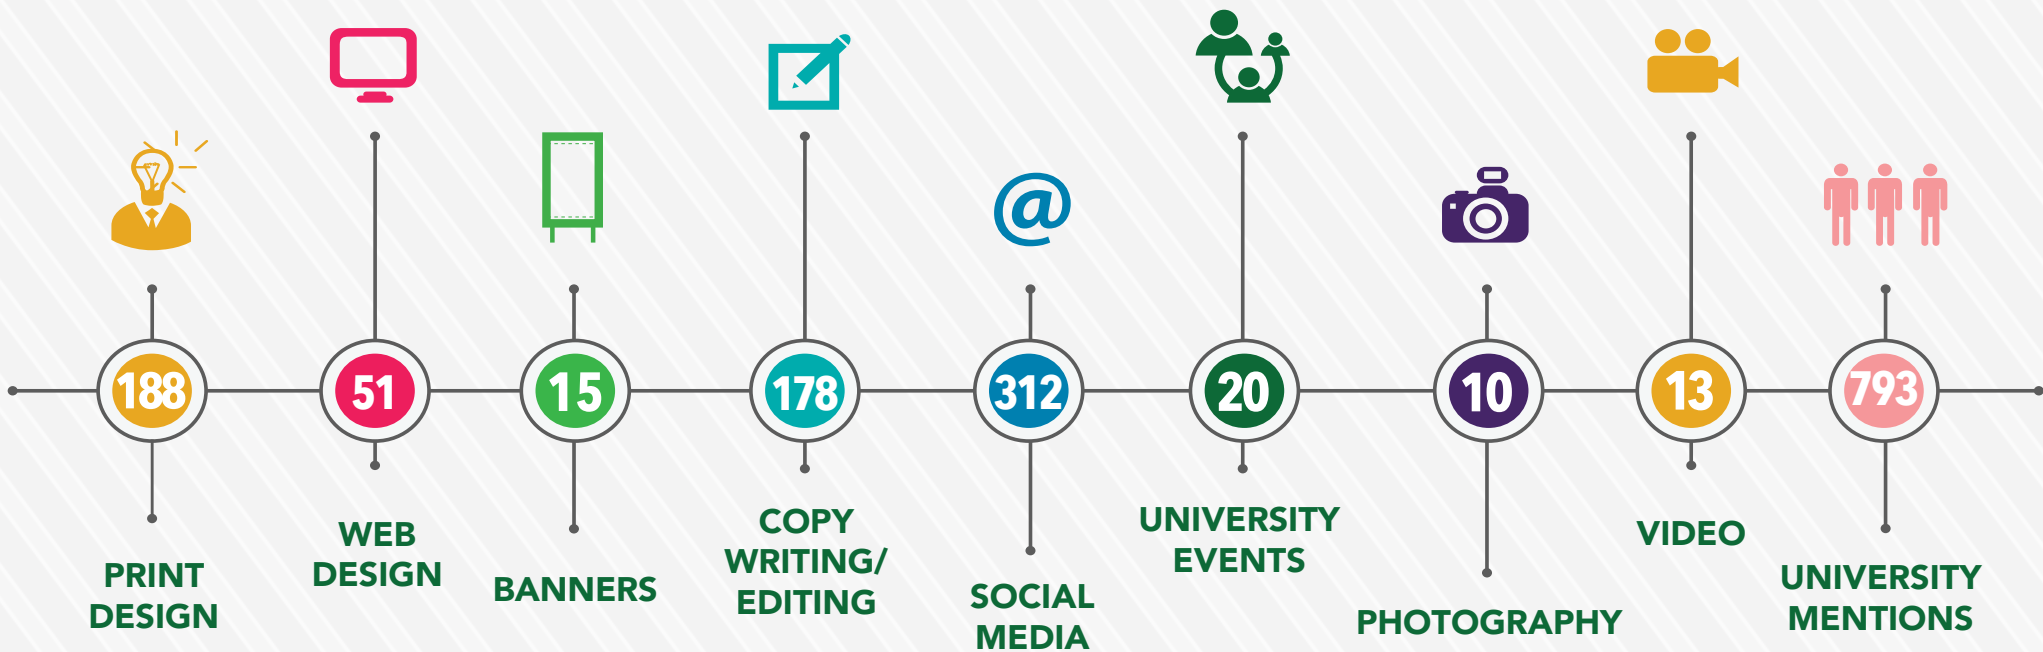 188
51
15
178
312
20
10
13
793
PRINT
DESIGN
WEB
DESIGN
BANNERS
COPY
WRITING/
EDITING
@
SOCIAL
MEDIA
UNIVERSITY
EVENTS
PHOTOGRAPHY
VIDEO
UNIVERSITY
MENTIONS